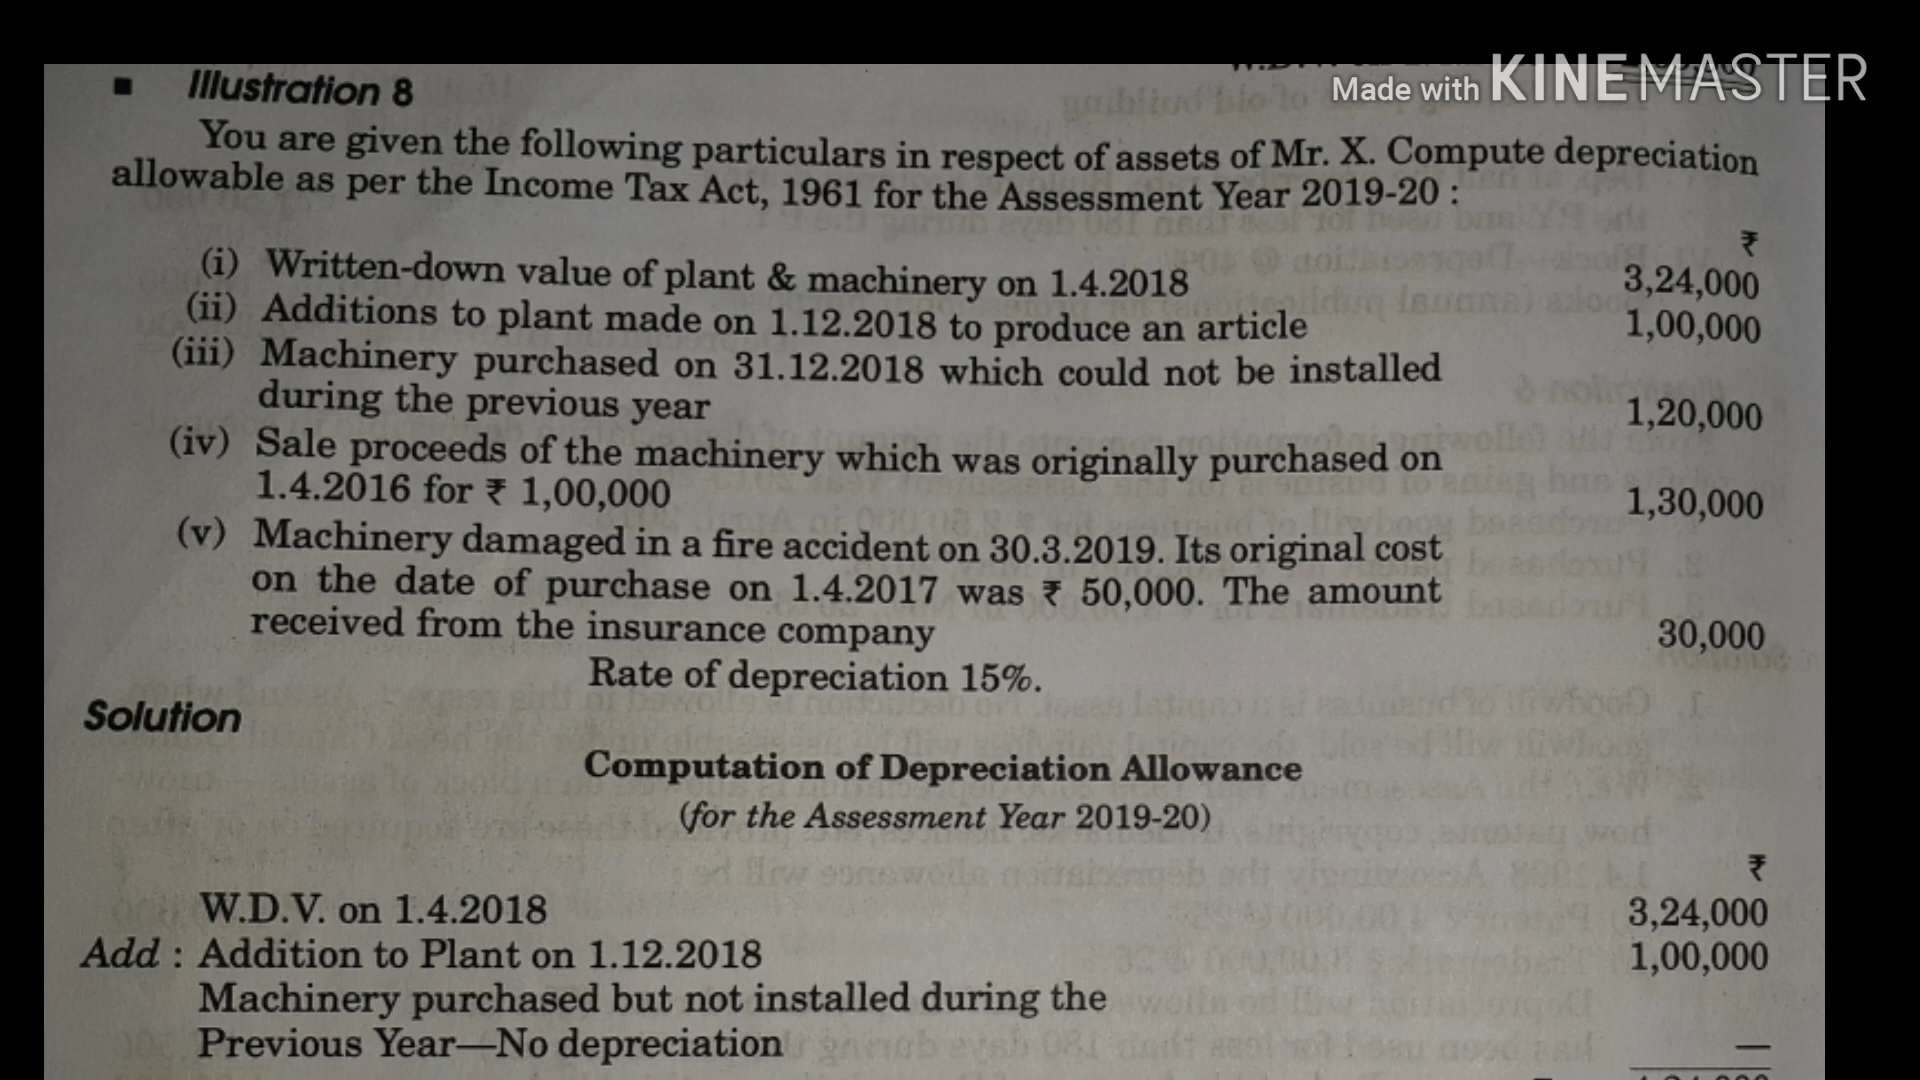 Made with KINEMASTER
■ Illustration 8
You are given the following particulars in respect of assets of Mr. X. Compute depreciation
allowable as per the Income Tax Act, 1961 for the Assessment Year 2019-20 :
₹
(i) Written-down value of plant & machinery on 1.4.2018 3,24,000
(ii) Additions to plant made on 1.12.2018 to produce an article 1,00,000
(iii) Machinery purchased on 31.12.2018 which could not be installed
during the previous year 1,20,000
(iv) Sale proceeds of the machinery which was originally purchased on
1.4.2016 for ₹ 1,00,000 1,30,000
(v) Machinery damaged in a fire accident on 30.3.2019. Its original cost
on the date of purchase on 1.4.2017 was ₹ 50,000. The amount
received from the insurance company 30,000
Rate of depreciation 15%.
Solution
Computation of Depreciation Allowance
(for the Assessment Year 2019-20)
₹
W.D.V. on 1.4.2018 3,24,000
Add : Addition to Plant on 1.12.2018 1,00,000
Machinery purchased but not installed during the
Previous Year—No depreciation —